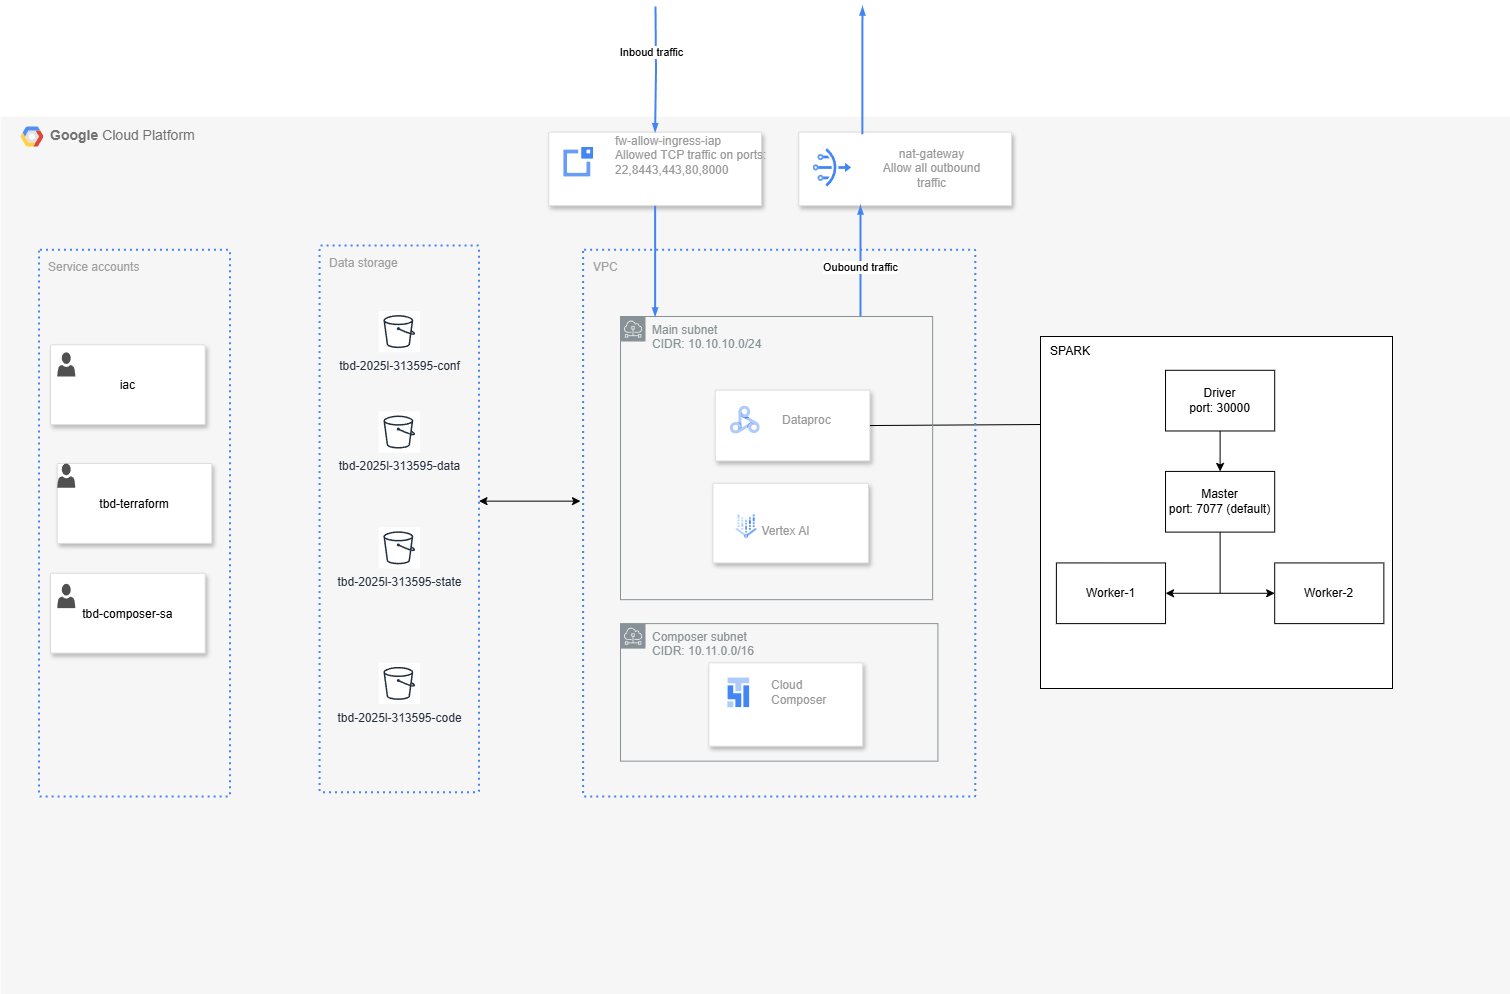 Inboud traffic
Google Cloud Platform
fw-allow-ingress-iap
Allowed TCP traffic on ports:
22,8443,443,80,8000
nat-gateway
Allow all outbound
traffic
Service accounts
iac
tbd-terraform
tbd-composer-sa
Data storage
tbd-2025l-313595-conf
tbd-2025l-313595-data
tbd-2025l-313595-state
tbd-2025l-313595-code
VPC
Oubound traffic
Main subnet
CIDR: 10.10.10.0/24
Dataproc
Vertex AI
Composer subnet
CIDR: 10.11.0.0/16
Cloud
Composer
SPARK
Driver
port: 30000
Master
port: 7077 (default)
Worker-1
Worker-2